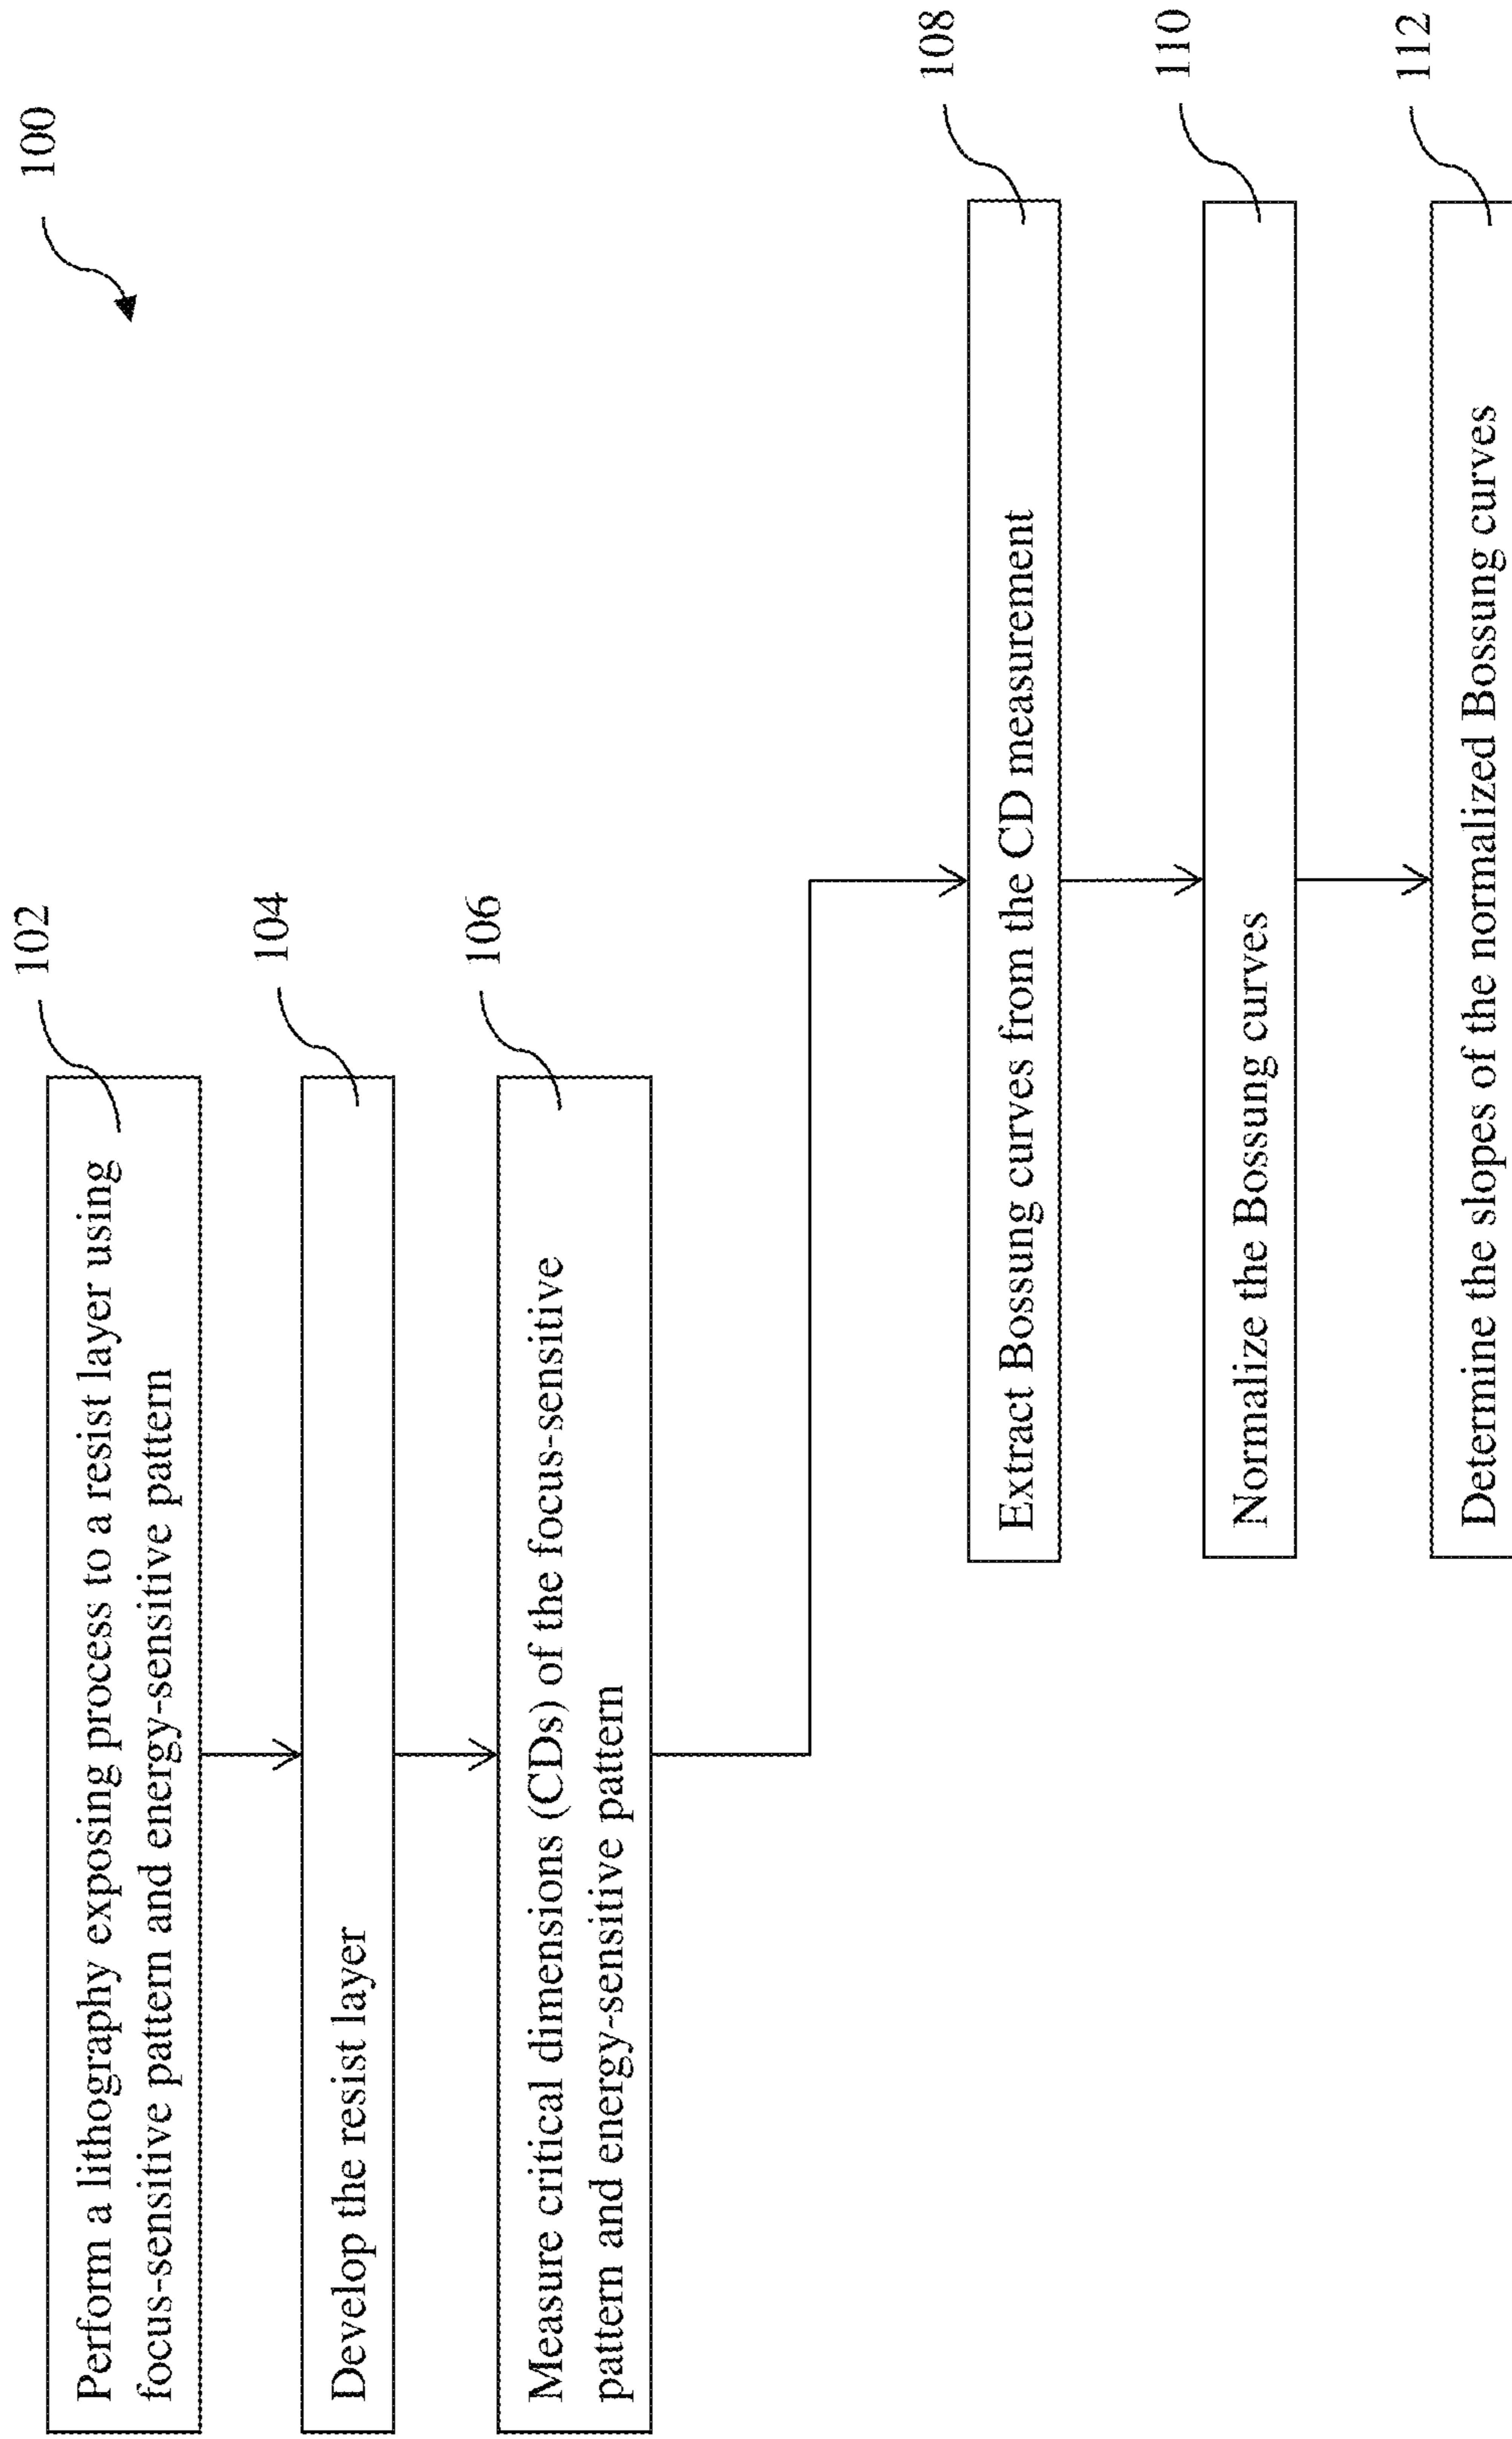 100
102
Perform a lithography exposing process to a resist layer using
focus-sensitive pattern and energy-sensitive pattern
104
Develop the resist layer
106
Measure critical dimensions (CDs) of the focus-sensitive
pattern and energy-sensitive pattern
108
Extract Bossung curves from the CD measurement
110
Normalize the Bossung curves
112
Determine the slopes of the normalized Bossung curves